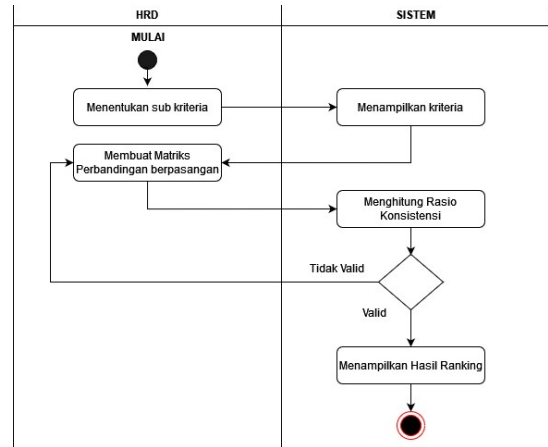 HRD
SISTEM
MULAI
Menentukan sub kriteria
Menampilkan kriteria
Membuat Matriks
Perbandingan berpasangan
Menghitung Rasio
Konsistensi
Tidak Valid
Valid
Menampilkan Hasil Ranking